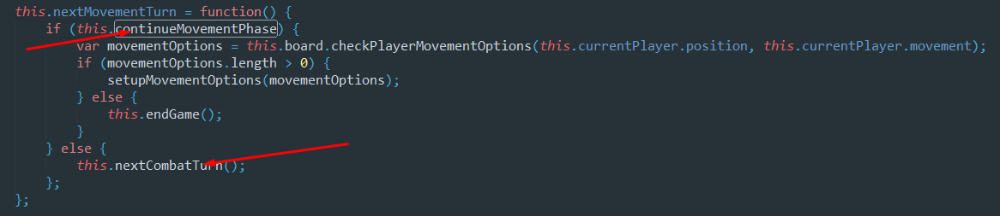 this.nextMovementTurn = function() {
if (this.continueMovementPhase) {
var movementOptions = this.board.checkPlayerMovementOptions(this.currentPlayer.position, this.currentPlayer.movement);
if (movementOptions.length > 0) {
setupMovementOptions(movementOptions);
} else {
this.endGame();
}
} else {
this.nextCombatTurn();
};
};